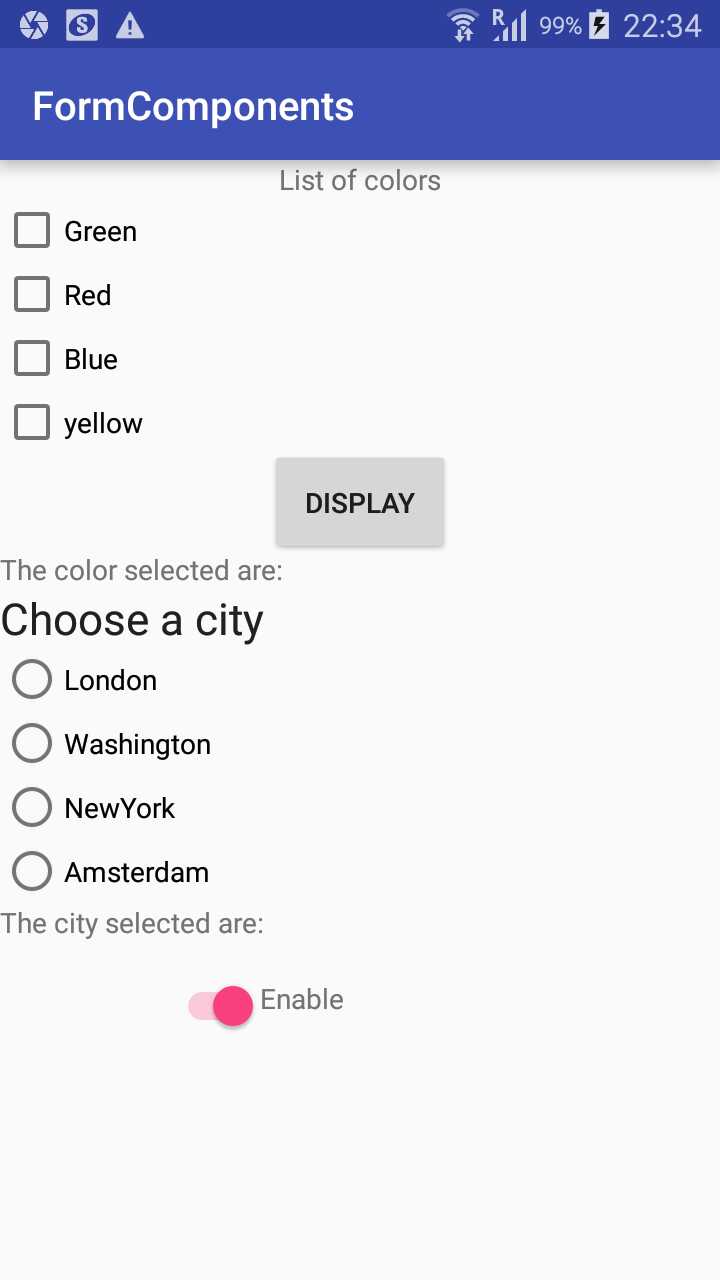 R 99% 22:34
FormComponents
List of colors
Green
Red
Blue
yellow
DISPLAY
The color selected are:
Choose a city
London
Washington
NewYork
Amsterdam
The city selected are:
Enable